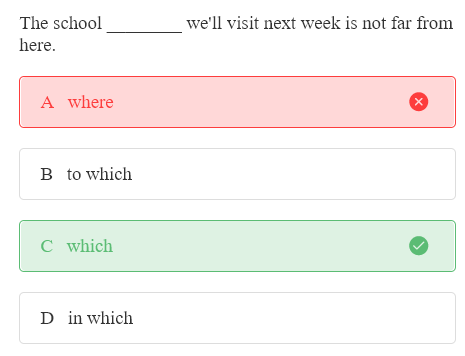 The school ________ we'll visit next week is not far from
here.
A where
B to which
C which
D in which